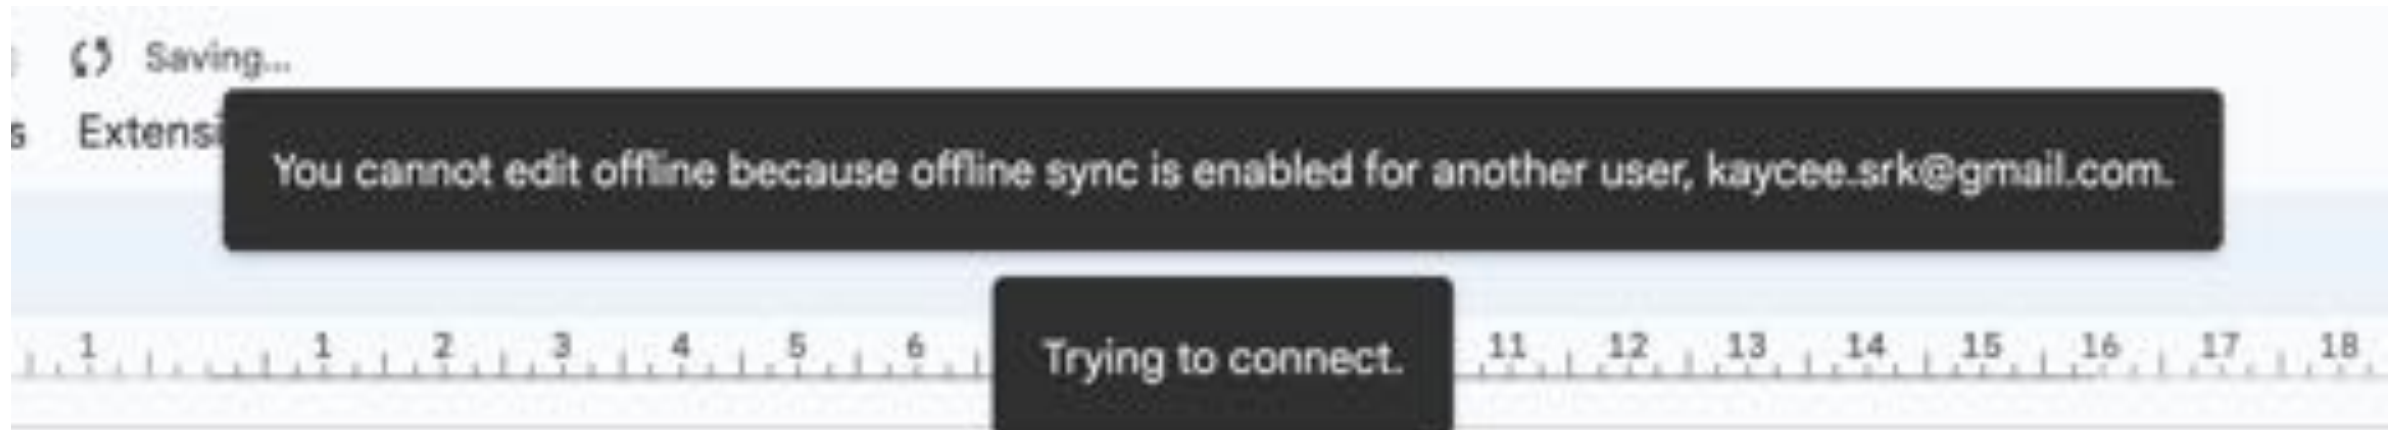 Saving...
s Extensi
You cannot edit offline because offline sync is enabled for another user, kaycee.srk@gmail.com.
Trying to connect.
1 1 2 3 4 5 6 11 12 13 14 15 16 17 18